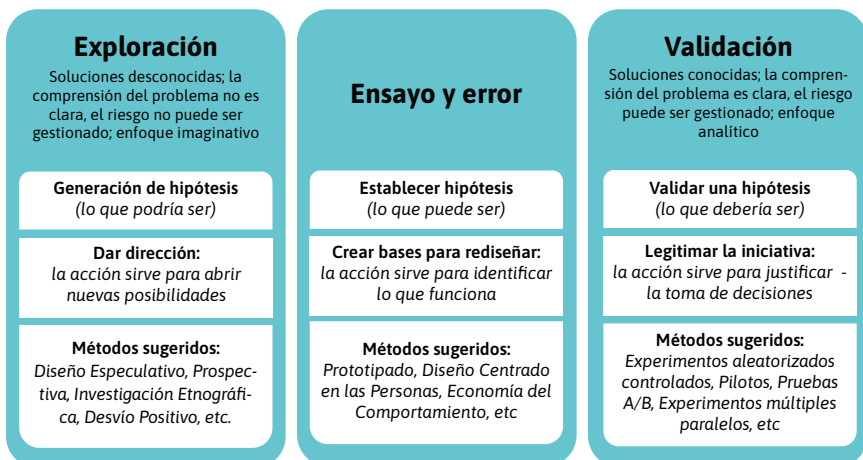 Exploración
Soluciones desconocidas; la
comprensión del problema no es
clara, el riesgo no puede ser
gestionado; enfoque imaginativo
Generación de hipótesis
(lo que podría ser)
Dar dirección:
la acción sirve para abrir
nuevas posibilidades
Métodos sugeridos:
Diseño Especulativo, Prospec-
tiva, Investigación Etnográfi-
ca, Desvío Positivo, etc.
Ensayo y error
Establecer hipótesis
(lo que puede ser)
Crear bases para rediseñar:
la acción sirve para identificar
lo que funciona
Métodos sugeridos:
Prototipado, Diseño Centrado
en las Personas, Economía del
Comportamiento, etc
Validación
Soluciones conocidas; la compren-
sión del problema es clara, el riesgo
puede ser gestionado; enfoque
analítico
Validar una hipótesis
(lo que debería ser)
Legitimar la iniciativa:
la acción sirve para justificar -
la toma de decisiones
Métodos sugeridos:
Experimentos aleatorizados
controlados, Pilotos, Pruebas
A/B, Experimentos múltiples
paralelos, etc